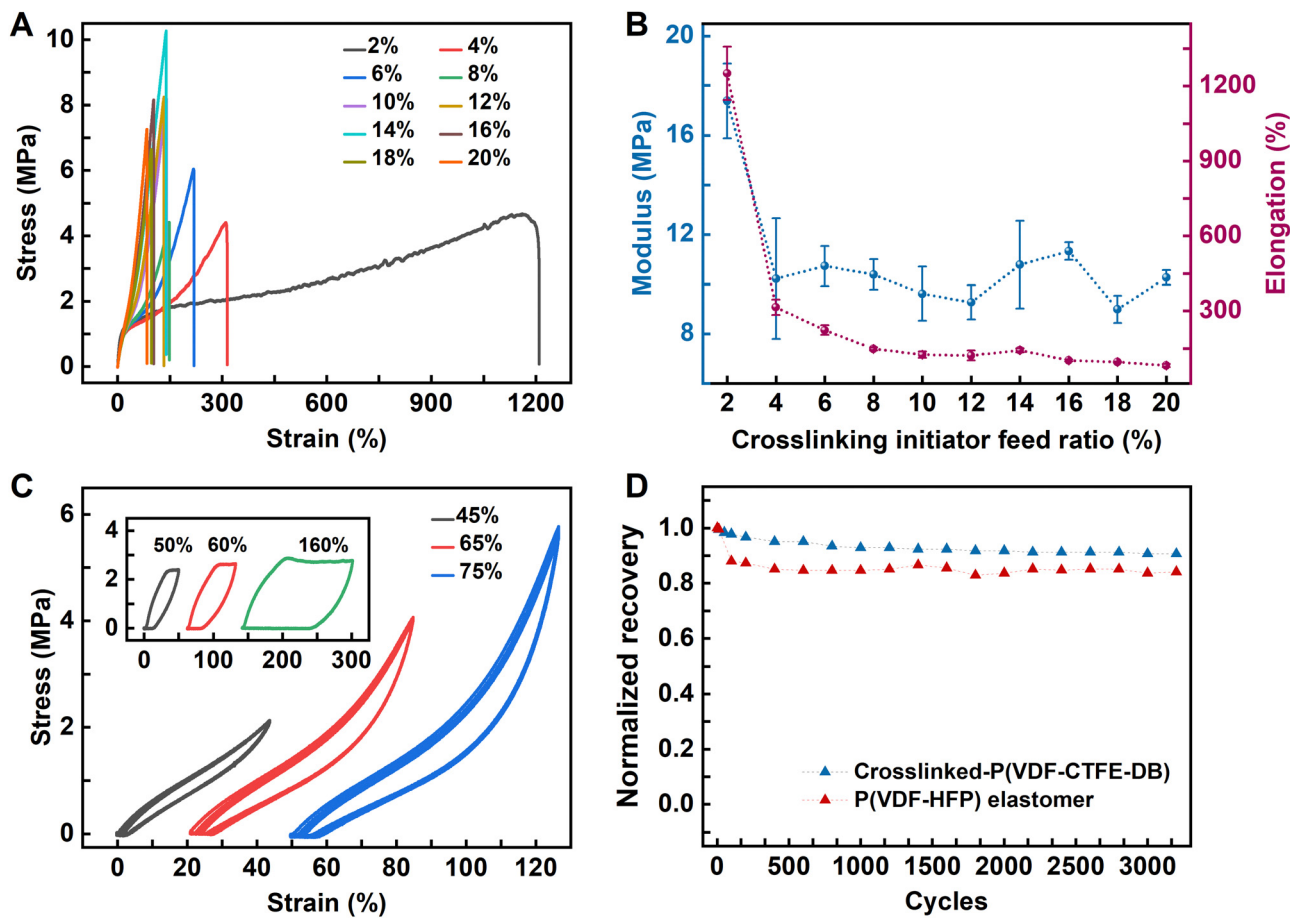 A
10
8
6
4
2
0
Stress (MPa)
2% 4%
6% 8%
10% 12%
14% 16%
18% 20%
0 300 600 900 1200
Strain (%)
B
20
16
12
8
Modulus (MPa)
1200
900
600
300
Elongation (%)
2 4 6 8 10 12 14 16 18 20
Crosslinking initiator feed ratio (%)
C
6
4
2
0
Stress (MPa)
4
2
0
50% 60% 160%
0 100 200 300
45%
65%
75%
0 20 40 60 80 100 120
Strain (%)
D
1.0
0.8
0.6
0.4
0.2
0.0
Normalized recovery
Crosslinked-P(VDF-CTFE-DB)
P(VDF-HFP) elastomer
0 500 1000 1500 2000 2500 3000
Cycles